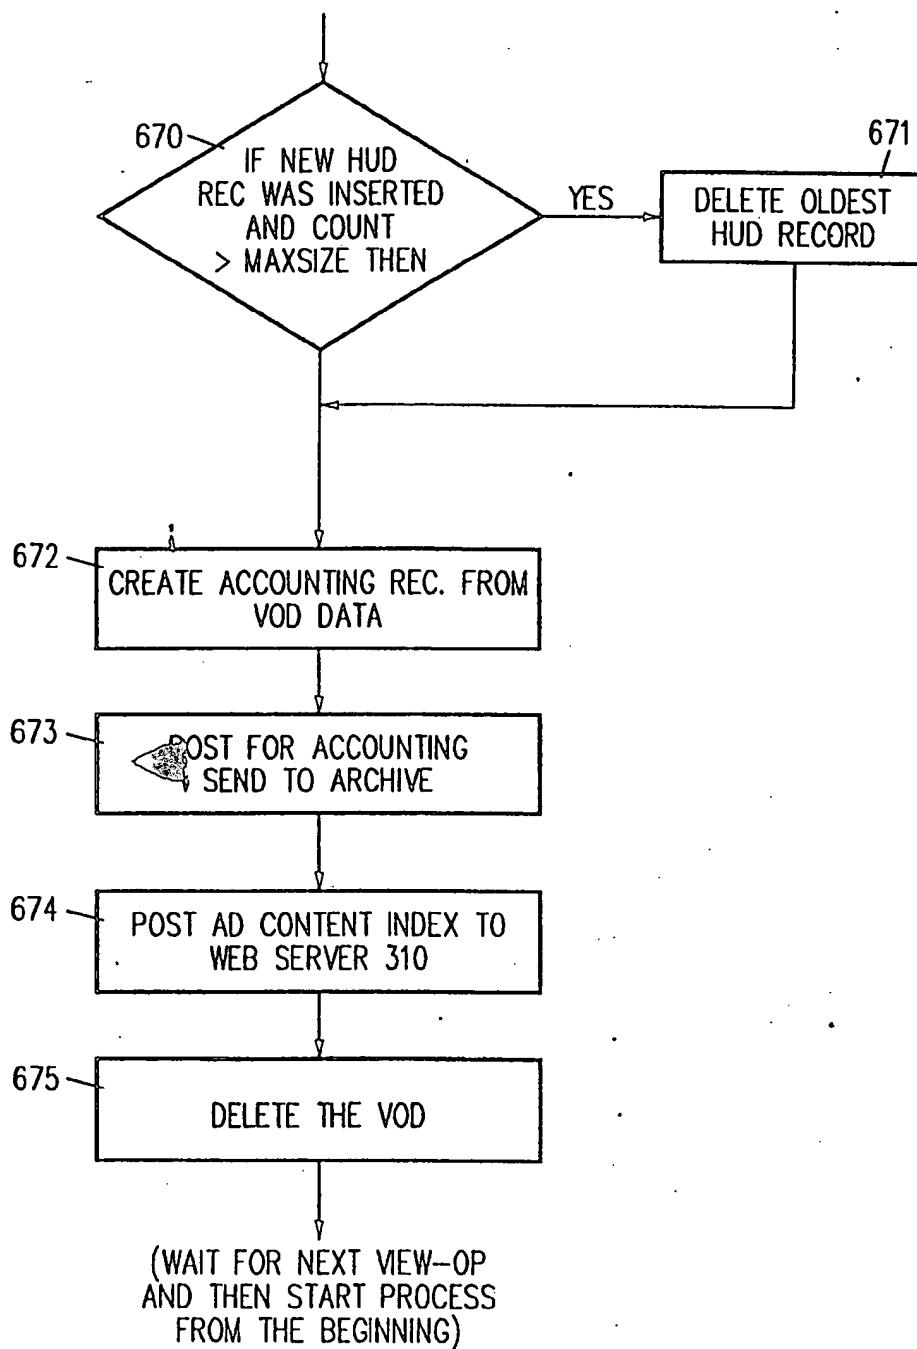 670
IF NEW HUD
REC WAS INSERTED
AND COUNT
> MAXSIZE THEN
YES
671
DELETE OLDEST
HUD RECORD
672
CREATE ACCOUNTING REC. FROM
VOD DATA
673
POST FOR ACCOUNTING
SEND TO ARCHIVE
674
POST AD CONTENT INDEX TO
WEB SERVER 310
675
DELETE THE VOD
(WAIT FOR NEXT VIEW-OP
AND THEN START PROCESS
FROM THE BEGINNING)